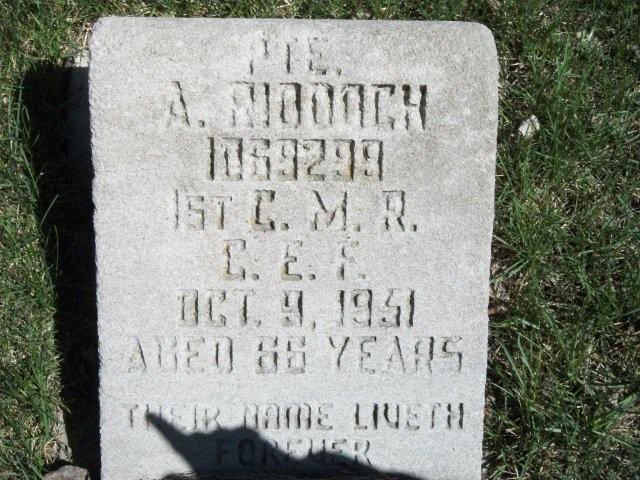 PTE.
A. RIDDOCH
1069299
1ST C. M. R.
C. E. F.
OCT. 9, 1951
AGED 66 YEARS
THEIR NAME LIVETH
FOREVER